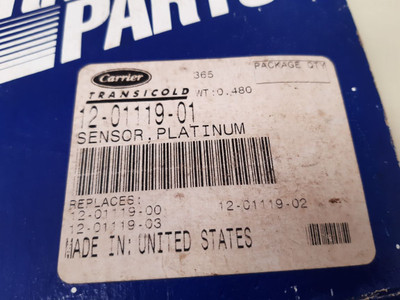 PARTS
Carrier
TRANSICOLD
365
PACKAGE QTY
WT:0.480
12-01119-01
SENSOR,PLATINUM
REPLACES:
12-01119-00 12-01119-02
12-01119-03
MADE IN: UNITED STATES